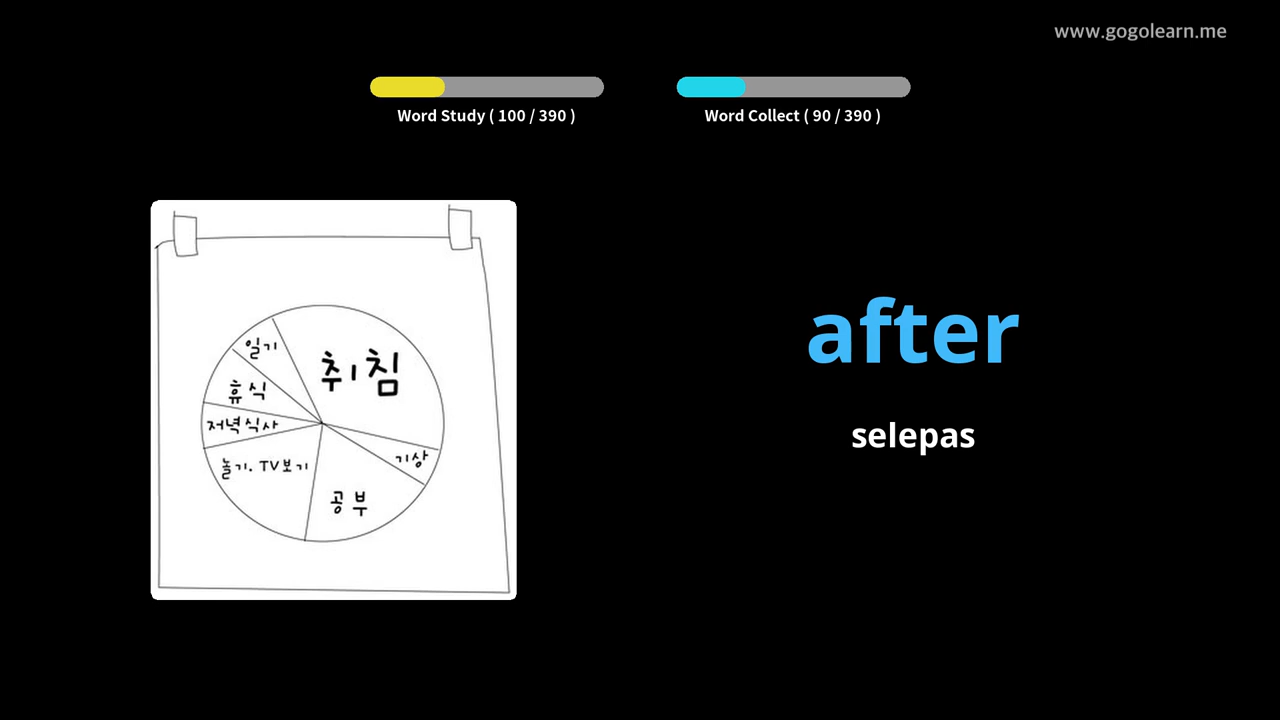 www.gogolearn.me
Word Study ( 100 / 390 )
Word Collect ( 90 / 390 )
일기
취침
휴식
저녁식사
기상
놀기. TV보기
공부
after
selepas